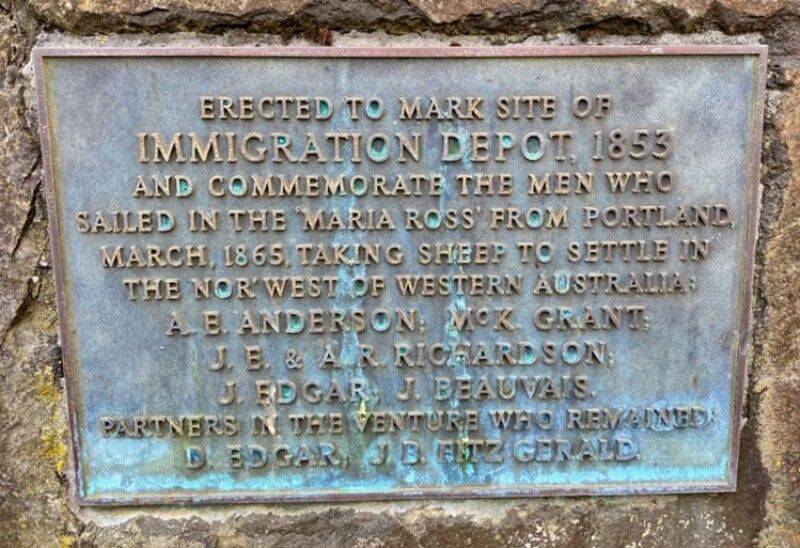 ERECTED TO MARK SITE OF
IMMIGRATION DEPOT, 1853
AND COMMEMORATE THE MEN WHO
SAILED IN THE 'MARIA ROSS' FROM PORTLAND,
MARCH, 1865, TAKING SHEEP TO SETTLE IN
THE NOR'WEST OF WESTERN AUSTRALIA:
A. E. ANDERSON; McK. GRANT;
J. E. & A. R. RICHARDSON;
J. EDGAR; J. BEAUVAIS.
PARTNERS IN THE VENTURE WHO REMAINED:
D. EDGAR; J. B. FITZ GERALD.